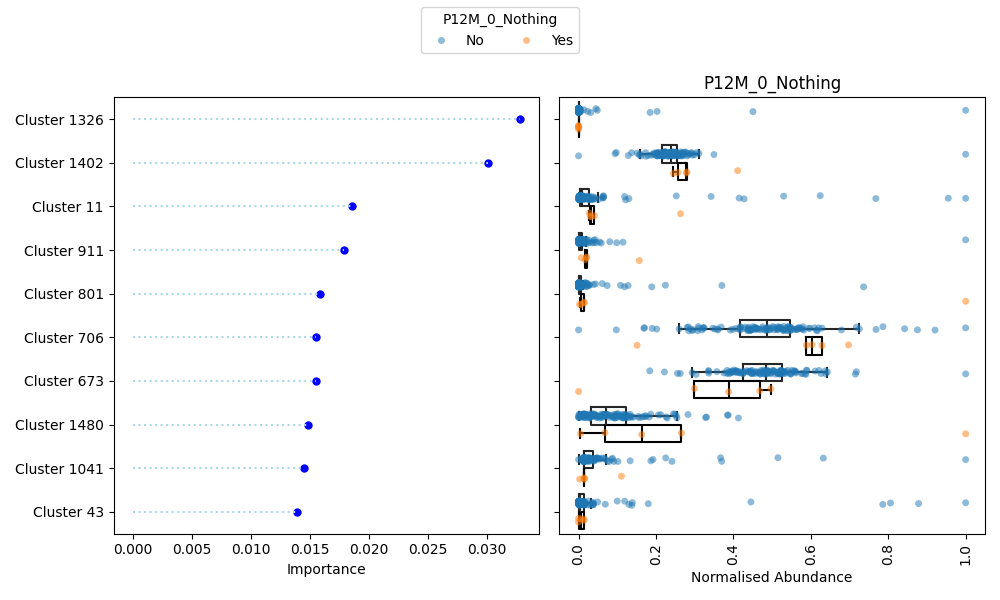 P12M_0_Nothing
No Yes
P12M_0_Nothing
Cluster 1326
Cluster 1402
Cluster 11
Cluster 911
Cluster 801
Cluster 706
Cluster 673
Cluster 1480
Cluster 1041
Cluster 43
0.000 0.005 0.010 0.015 0.020 0.025 0.030
Importance
0.0 0.2 0.4 0.6 0.8 1.0
Normalised Abundance